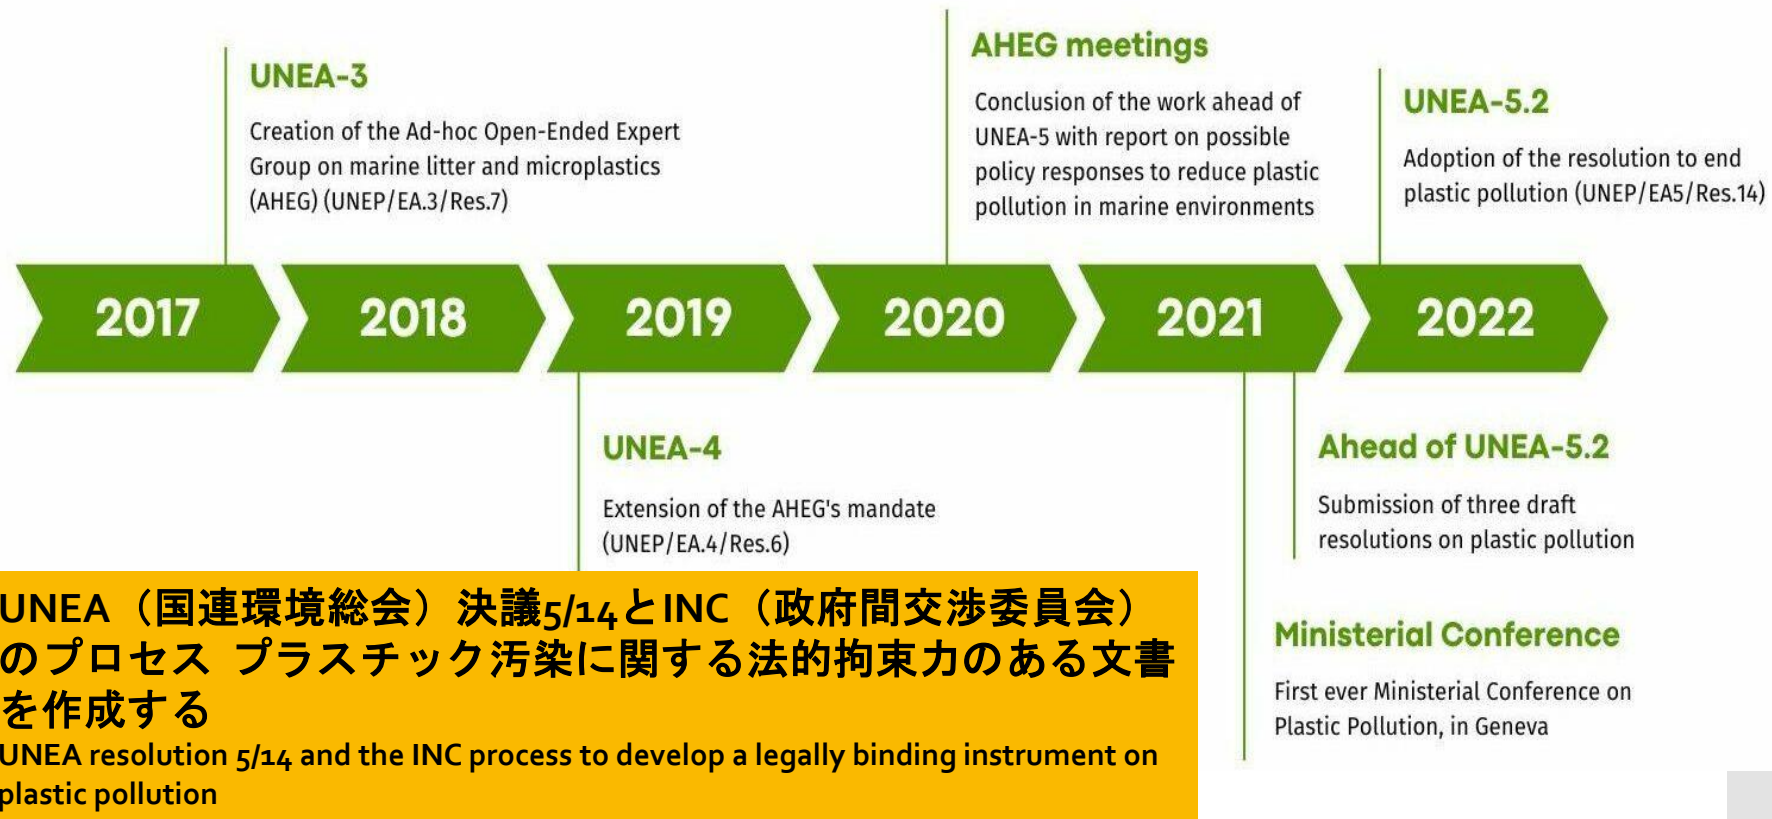 UNEA-3
Creation of the Ad-hoc Open-Ended Expert
Group on marine litter and microplastics
(AHEG) (UNEP/EA.3/Res.7)
AHEG meetings
Conclusion of the work ahead of
UNEA-5 with report on possible
policy responses to reduce plastic
pollution in marine environments
UNEA-5.2
Adoption of the resolution to end
plastic pollution (UNEP/EA5/Res.14)
2017
2018
2019
2020
2021
2022
UNEA-4
Extension of the AHEG's mandate
(UNEP/EA.4/Res.6)
Ahead of UNEA-5.2
Submission of three draft
resolutions on plastic pollution
Ministerial Conference
First ever Ministerial Conference on
Plastic Pollution, in Geneva
UNEA（国連環境総会）決議5/14とINC（政府間交渉委員会）
のプロセス プラスチック汚染に関する法的拘束力のある文書
を作成する
UNEA resolution 5/14 and the INC process to develop a legally binding instrument on
plastic pollution